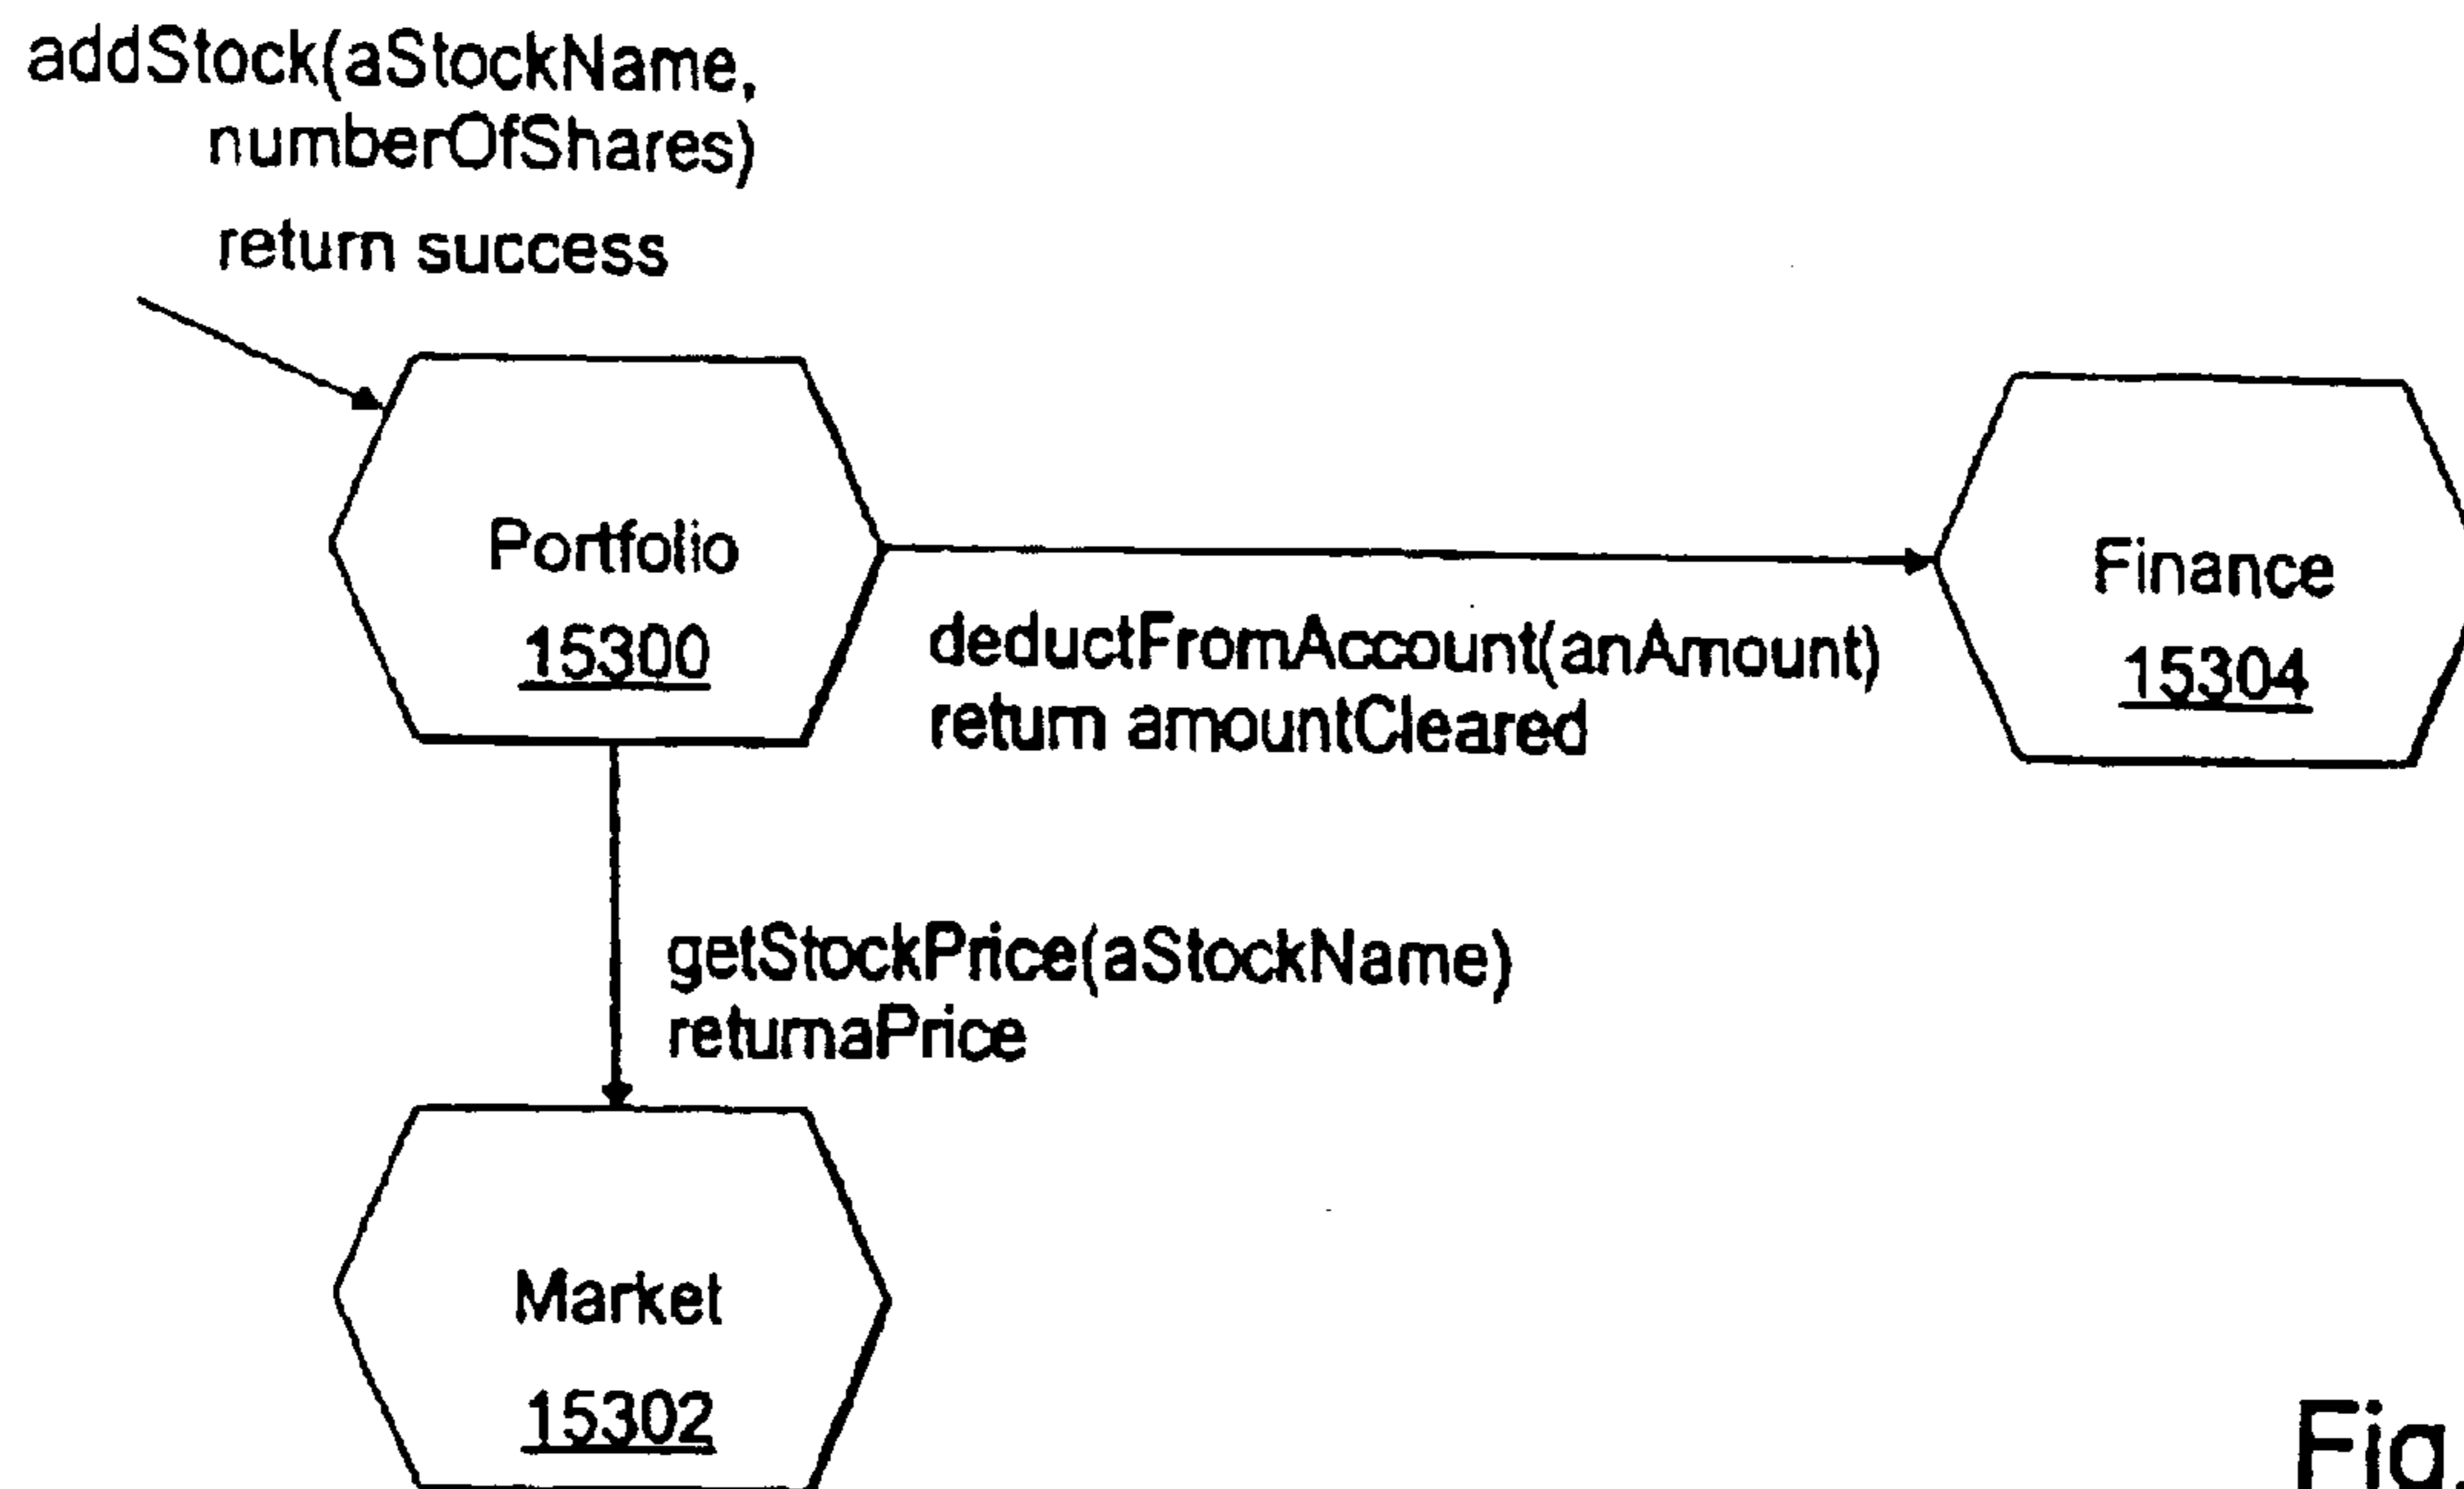 addStock(aStockName,
numberOfShares)
return success
Portfolio
15300
Finance
15304
deductFromAccount(anAmount)
return amountCleared
getStockPrice(aStockName)
returnaPrice
Market
15302
Fig.